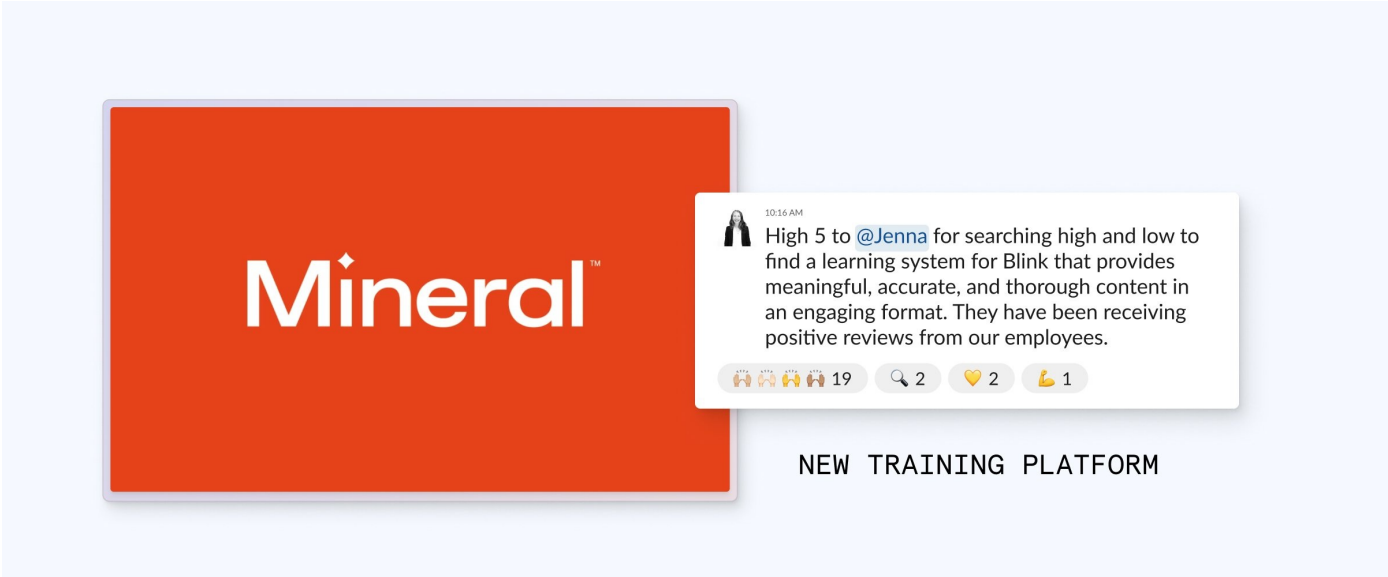 Mineral™
10:16 AM
High 5 to @Jenna for searching high and low to
find a learning system for Blink that provides
meaningful, accurate, and thorough content in
an engaging format. They have been receiving
positive reviews from our employees.
🙌🏼 🙌🏻 🙌 🙌🏽 19 🔍 2 💛 2 💪 1
NEW TRAINING PLATFORM